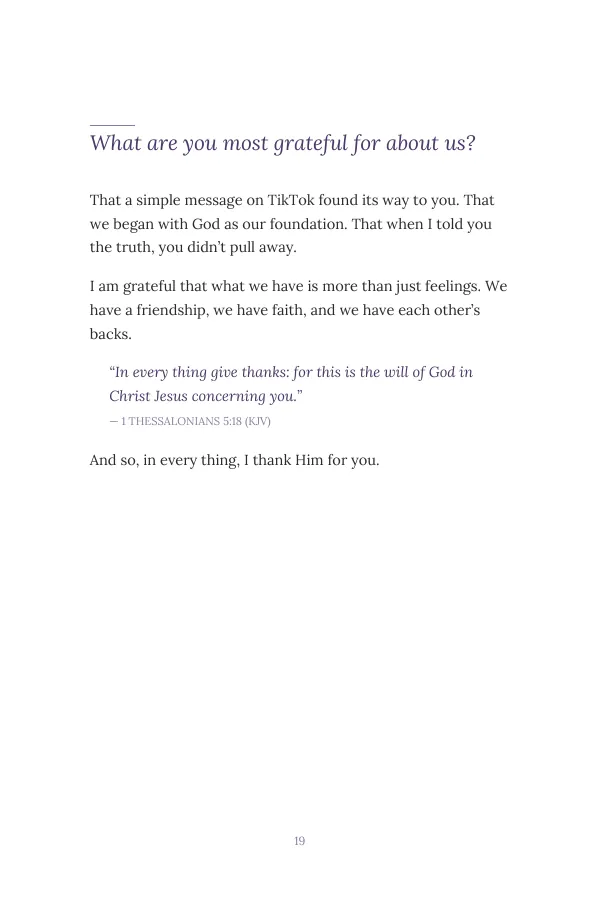 What are you most grateful for about us?
That a simple message on TikTok found its way to you. That
we began with God as our foundation. That when I told you
the truth, you didn’t pull away.
I am grateful that what we have is more than just feelings. We
have a friendship, we have faith, and we have each other’s
backs.
“In every thing give thanks: for this is the will of God in
Christ Jesus concerning you.”
— 1 THESSALONIANS 5:18 (KJV)
And so, in every thing, I thank Him for you.
19